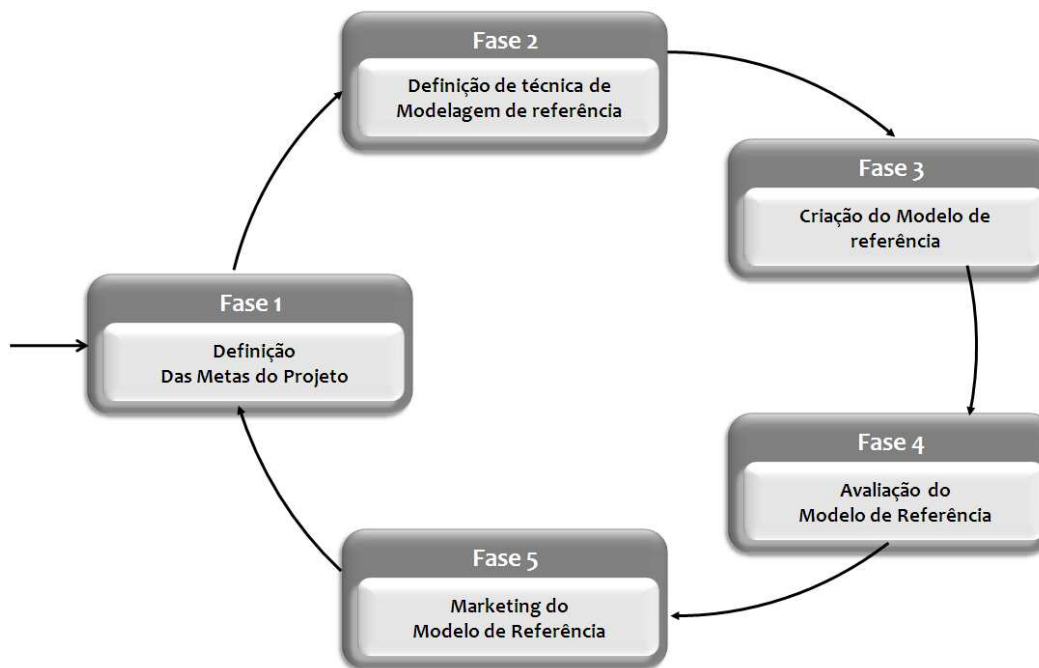 Fase 1
Definição
Das Metas do Projeto
Fase 2
Definição de técnica de
Modelagem de referência
Fase 3
Criação do Modelo de
referência
Fase 4
Avaliação do
Modelo de Referência
Fase 5
Marketing do
Modelo de Referência